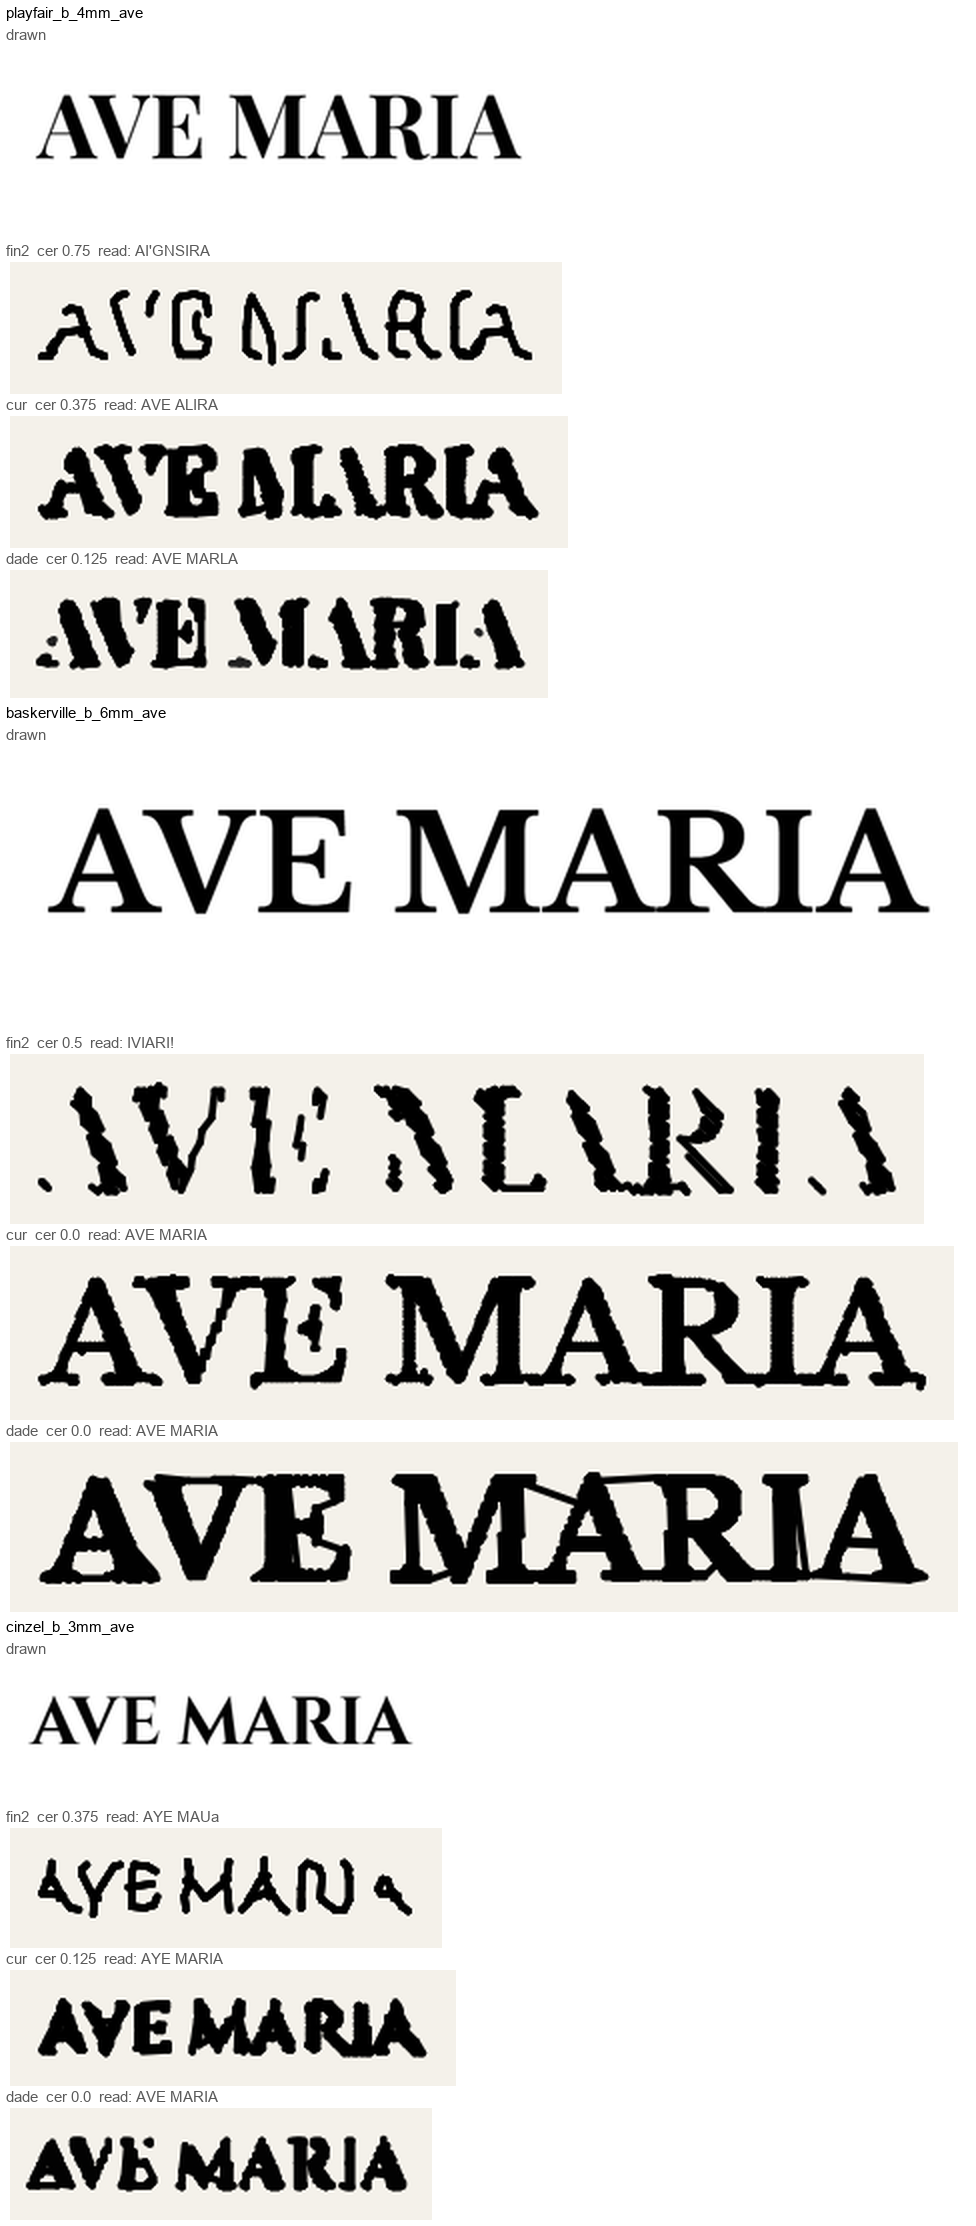 playfair_b_4mm_ave
drawn
AVE MARIA
fin2 cer 0.75 read: AI'GNSIRA
cur cer 0.375 read: AVE ALIRA
AVE MARIA
dade cer 0.125 read: AVE MARLA
AVE MARIA
baskerville_b_6mm_ave
drawn
AVE MARIA
fin2 cer 0.5 read: IVIARI!
AVE MARIA
cur cer 0.0 read: AVE MARIA
AVE MARIA
dade cer 0.0 read: AVE MARIA
AVE MARIA
cinzel_b_3mm_ave
drawn
AVE MARIA
fin2 cer 0.375 read: AYE MAUa
cur cer 0.125 read: AYE MARIA
AVE MARIA
dade cer 0.0 read: AVE MARIA
AVE MARIA